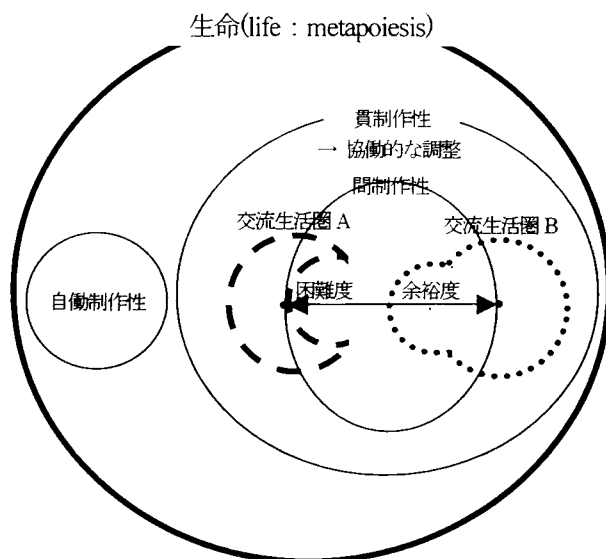 生命(life : metapoiesis)
貫制作性
→ 協働的な調整
間制作性
交流生活圏 A
交流生活圏 B
困難度
余裕度
自働制作性